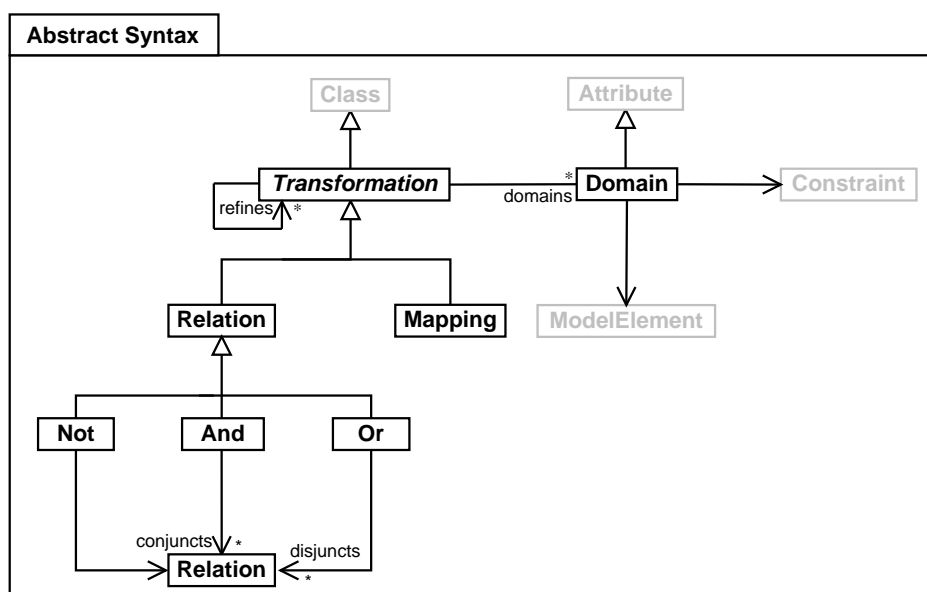 Abstract Syntax
Class
Attribute
Transformation
*
domains
Domain
Constraint
refines
*
Relation
Mapping
ModelElement
Not
And
Or
conjuncts
*
disjuncts
*
Relation